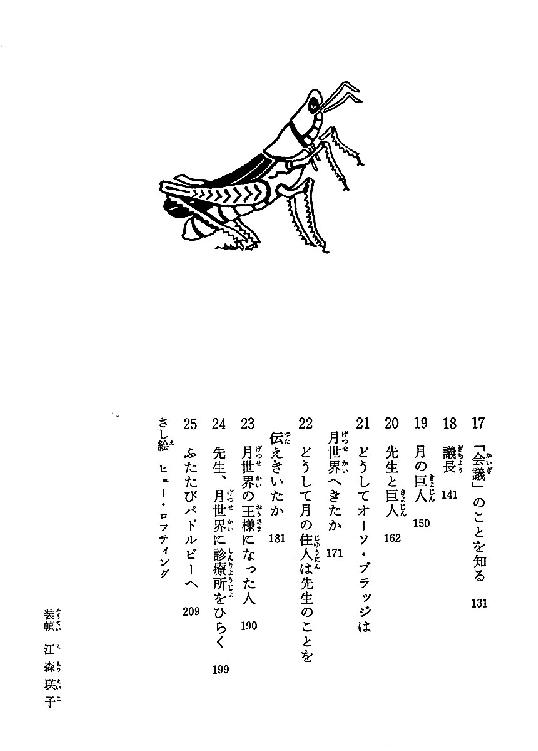 17 「会議」のことを知る 131
18 議長 141
19 月の巨人 150
20 先生と巨人 162
21 どうしてオーソ・ブラッジは
月世界へきたか 171
22 どうして月の住人は先生のことを
伝えきいたか 181
23 月世界の王様になった人 190
24 先生、月世界に診療所をひらく 199
25 ふたたびパドルビーへ 209
さし絵 ヒュー・ロフティング
装幀 江森瑛子